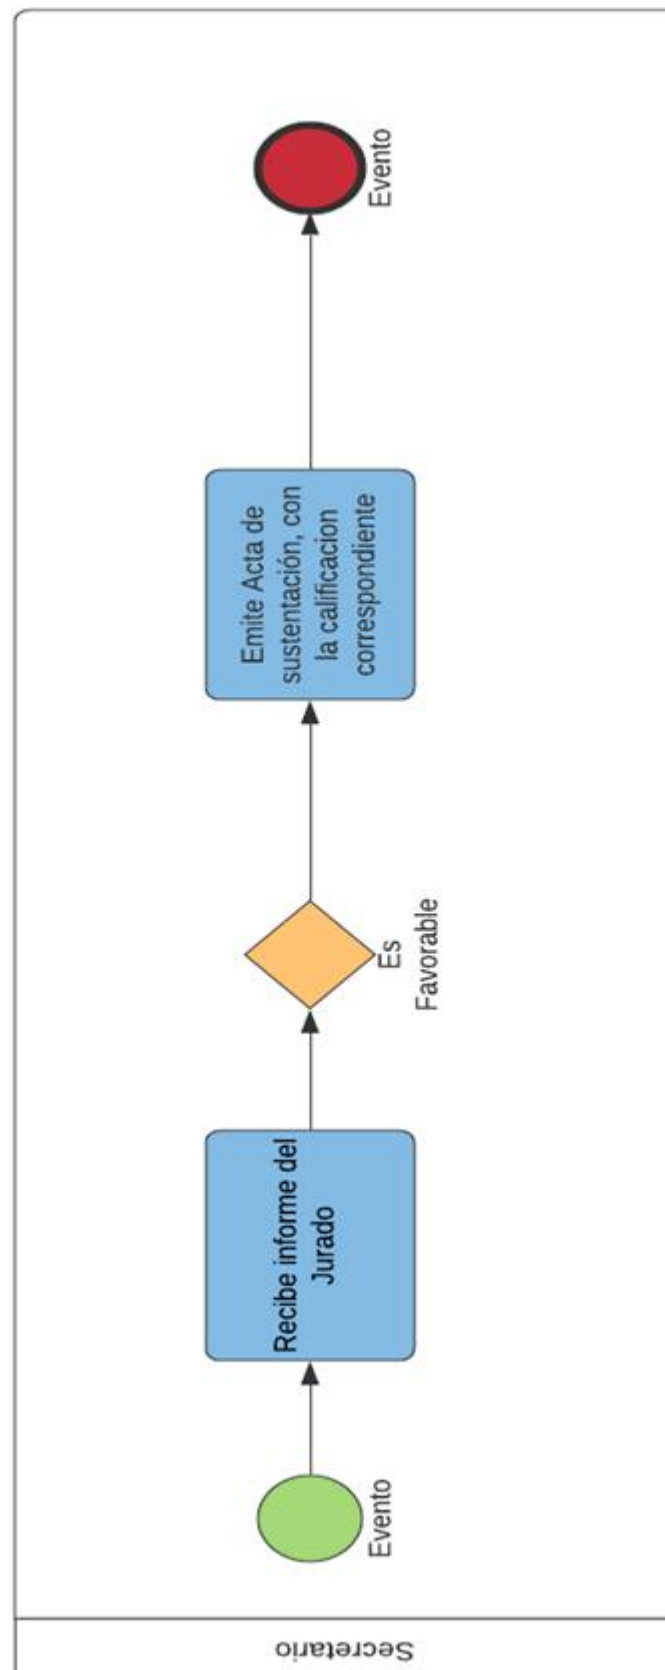 Secretario
Evento
Recibe informe del
Jurado
Es
Favorable
Emite Acta de
sustentación, con
la calificacion
correspondiente
Evento